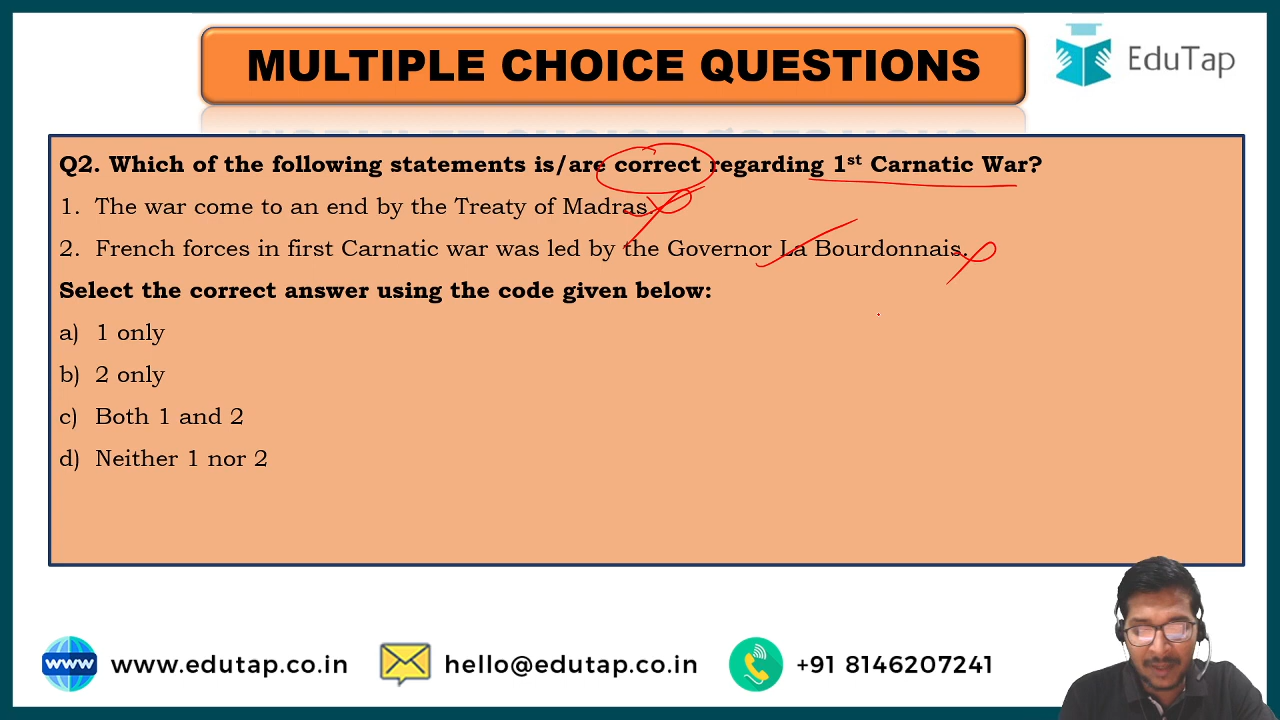 MULTIPLE CHOICE QUESTIONS
EduTap
Q2. Which of the following statements is/are correct regarding 1st Carnatic War?
1. The war come to an end by the Treaty of Madras.
2. French forces in first Carnatic war was led by the Governor La Bourdonnais.
Select the correct answer using the code given below:
a) 1 only
b) 2 only
c) Both 1 and 2
d) Neither 1 nor 2
www www.edutap.co.in hello@edutap.co.in +91 8146207241